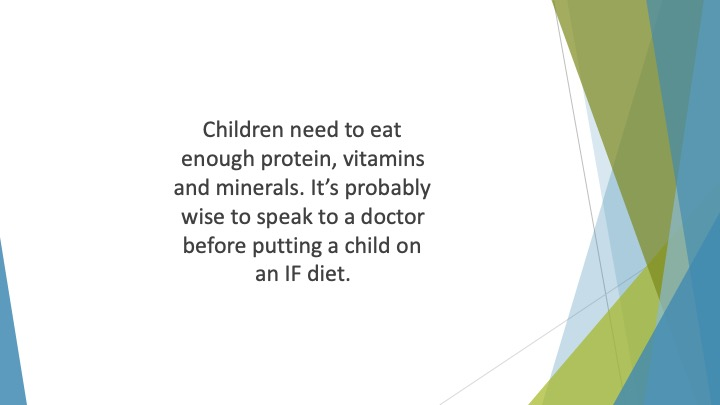 Children need to eat
enough protein, vitamins
and minerals. It’s probably
wise to speak to a doctor
before putting a child on
an IF diet.